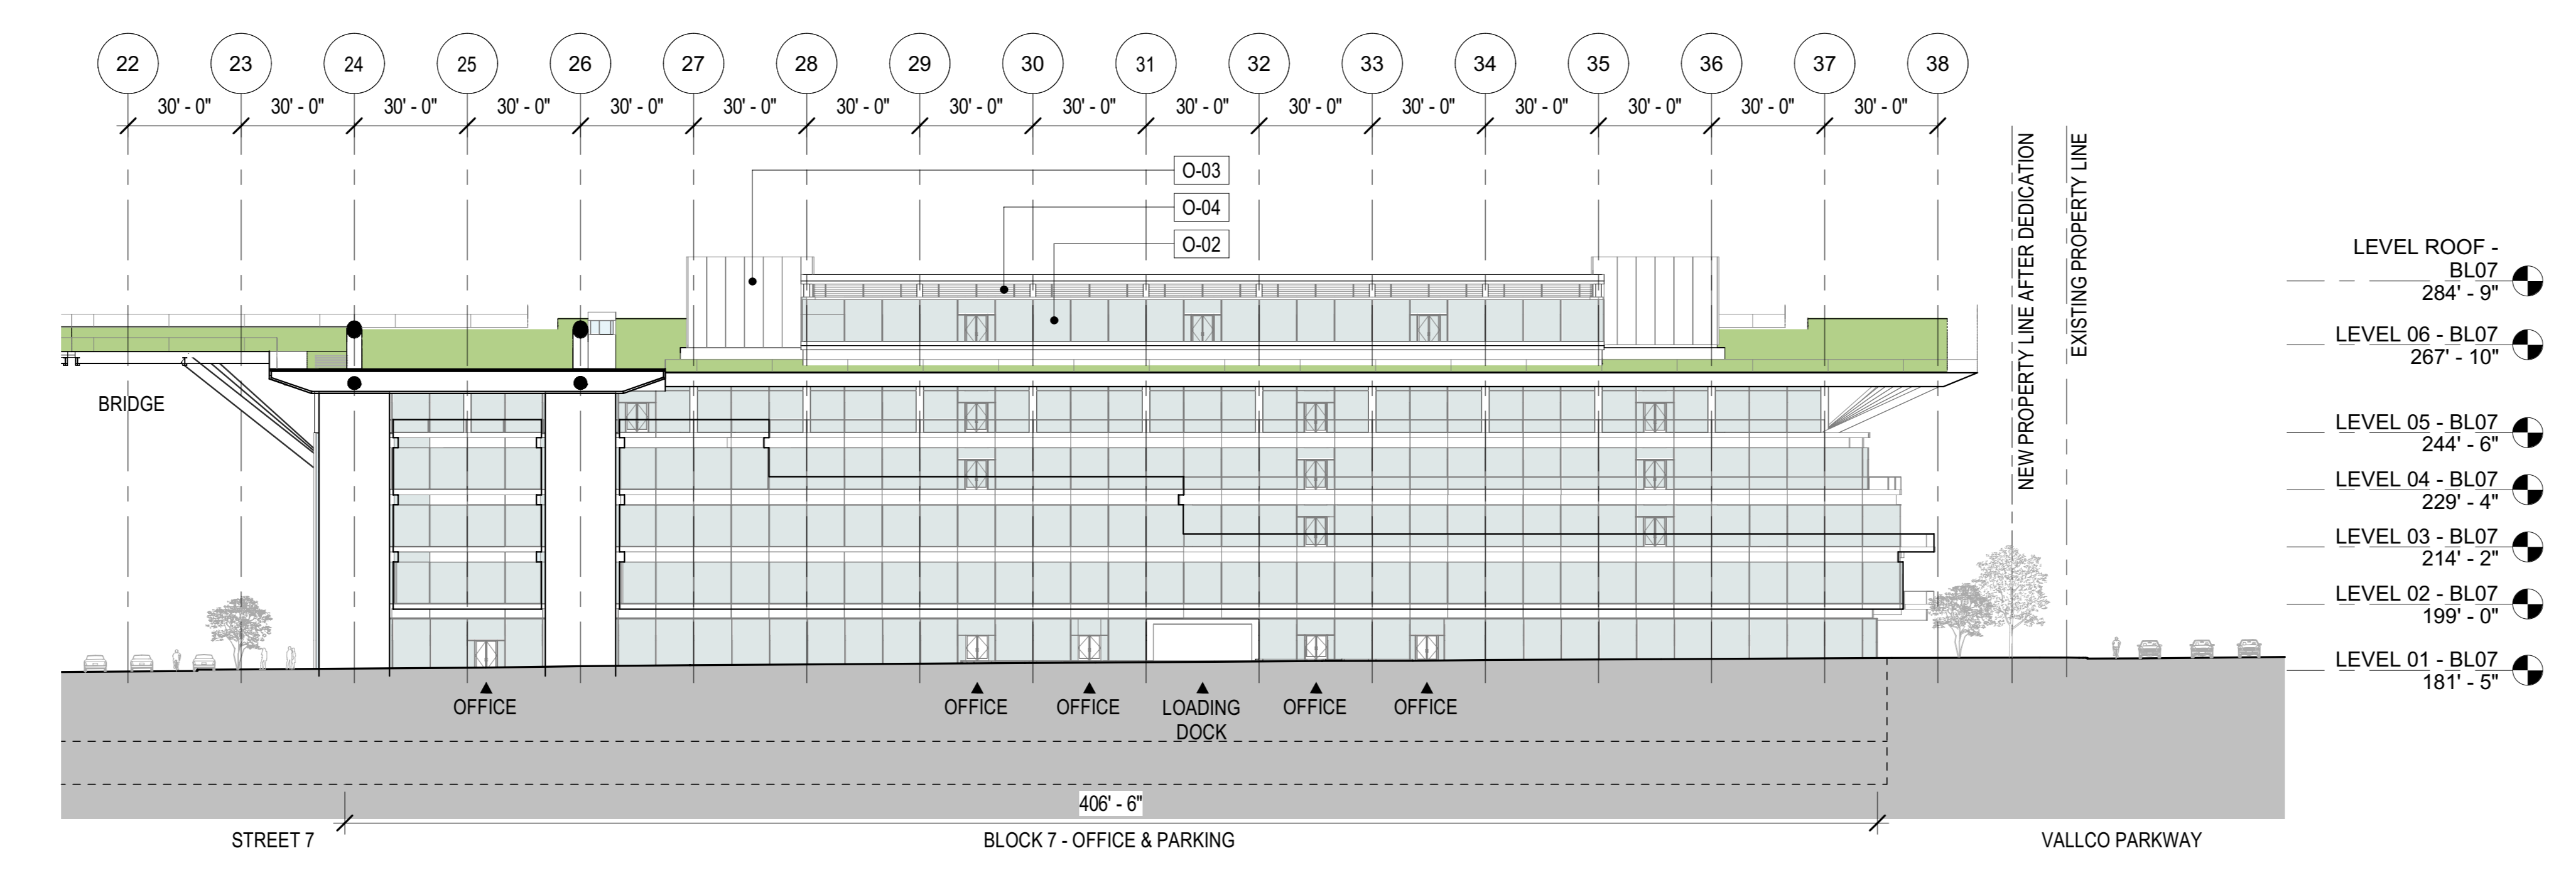 22 23 24 25 26 27 28 29 30 31 32 33 34 35 36 37 38
30' - 0" 30' - 0" 30' - 0" 30' - 0" 30' - 0" 30' - 0" 30' - 0" 30' - 0" 30' - 0" 30' - 0" 30' - 0" 30' - 0" 30' - 0" 30' - 0" 30' - 0" 30' - 0"
O-03
O-04
O-02
NEW PROPERTY LINE AFTER DEDICATION
EXISTING PROPERTY LINE
LEVEL ROOF -
BL07
284' - 9"
LEVEL 06 - BL07
267' - 10"
BRIDGE
LEVEL 05 - BL07
244' - 6"
LEVEL 04 - BL07
229' - 4"
LEVEL 03 - BL07
214' - 2"
LEVEL 02 - BL07
199' - 0"
LEVEL 01 - BL07
181' - 5"
OFFICE OFFICE OFFICE LOADING OFFICE OFFICE
DOCK
406' - 6"
STREET 7 BLOCK 7 - OFFICE & PARKING VALLCO PARKWAY